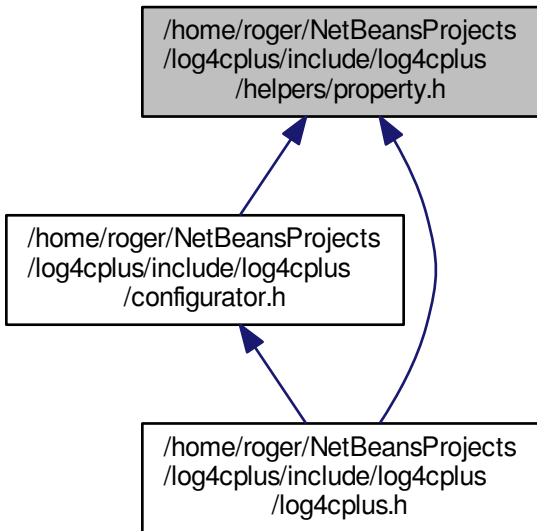 /home/roger/NetBeansProjects
/log4cplus/include/log4cplus
/helpers/property.h
/home/roger/NetBeansProjects
/log4cplus/include/log4cplus
/configurator.h
/home/roger/NetBeansProjects
/log4cplus/include/log4cplus
/log4cplus.h